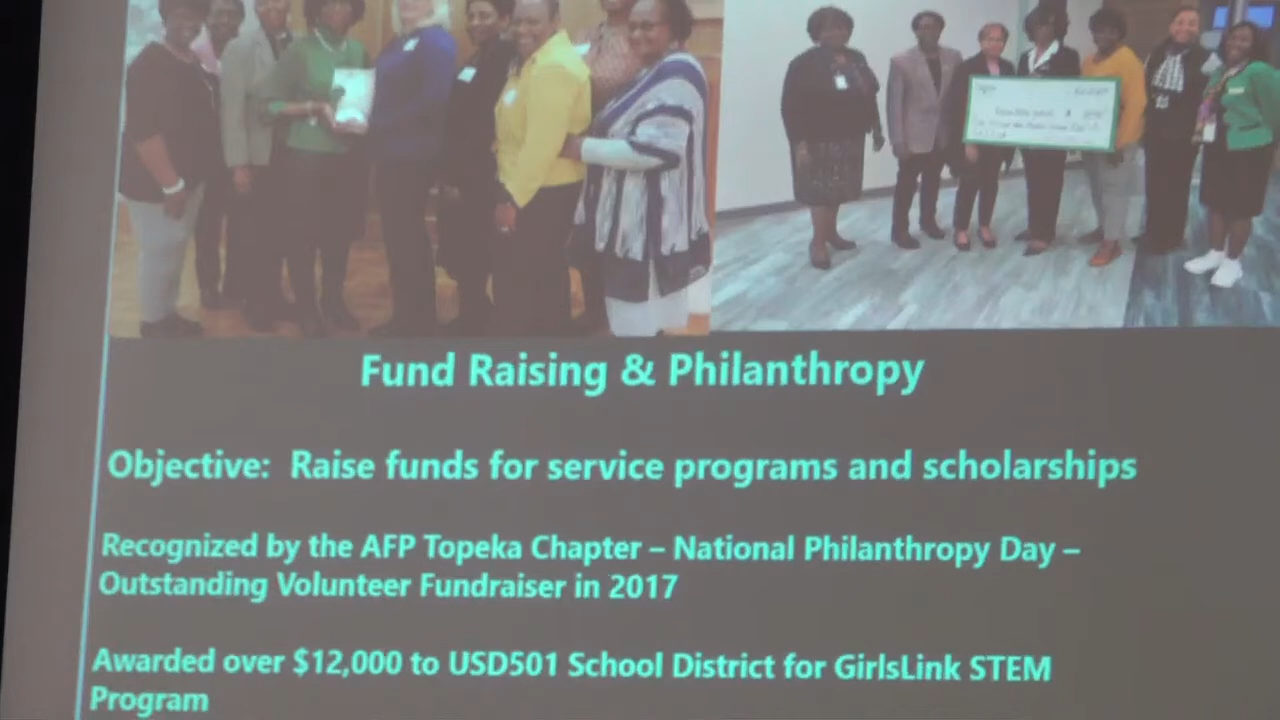 Fund Raising & Philanthropy
Objective: Raise funds for service programs and scholarships
Recognized by the AFP Topeka Chapter – National Philanthropy Day –
Outstanding Volunteer Fundraiser in 2017
Awarded over $12,000 to USD501 School District for GirlsLink STEM
Program